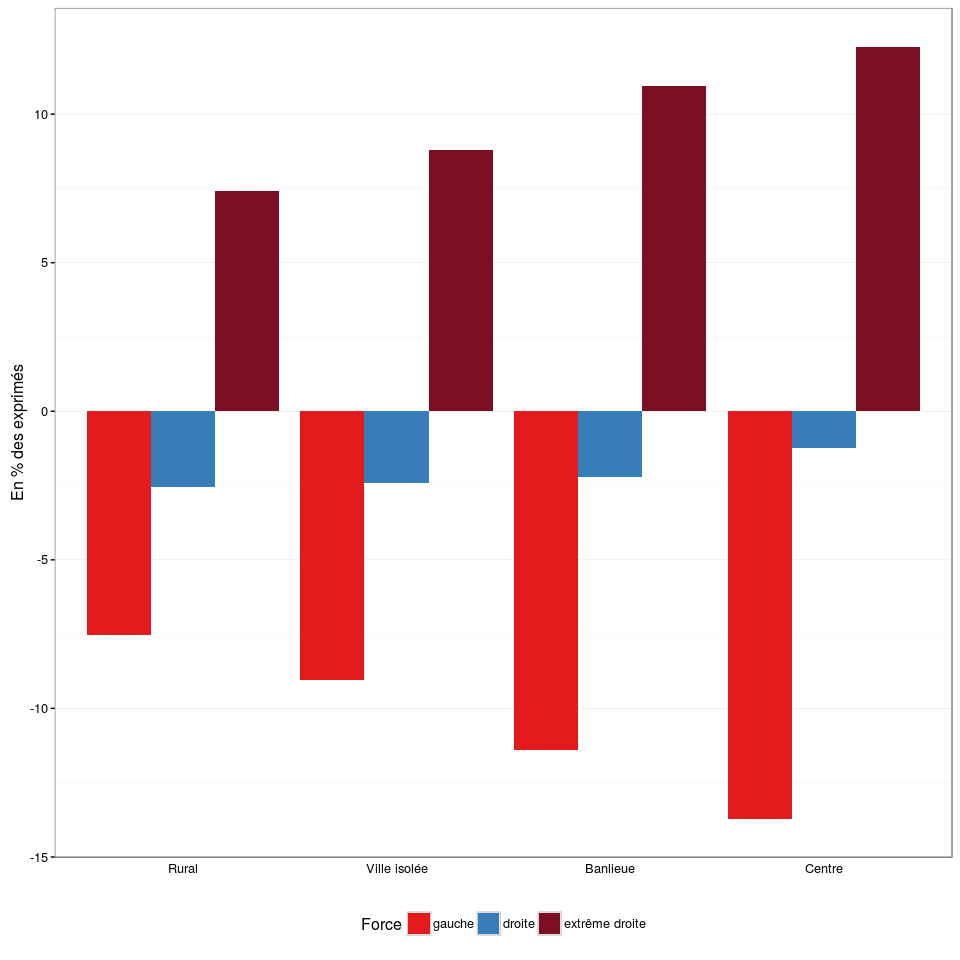 En % des exprimés
10
5
0
-5
-10
-15
Rural Ville isolée Banlieue Centre
Force gauche droite extrême droite